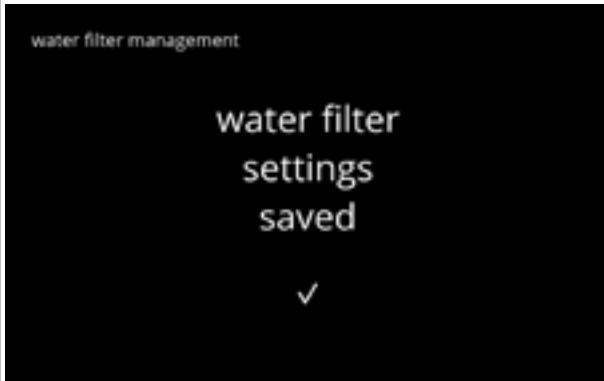 water filter management
water filter
settings
saved
✓